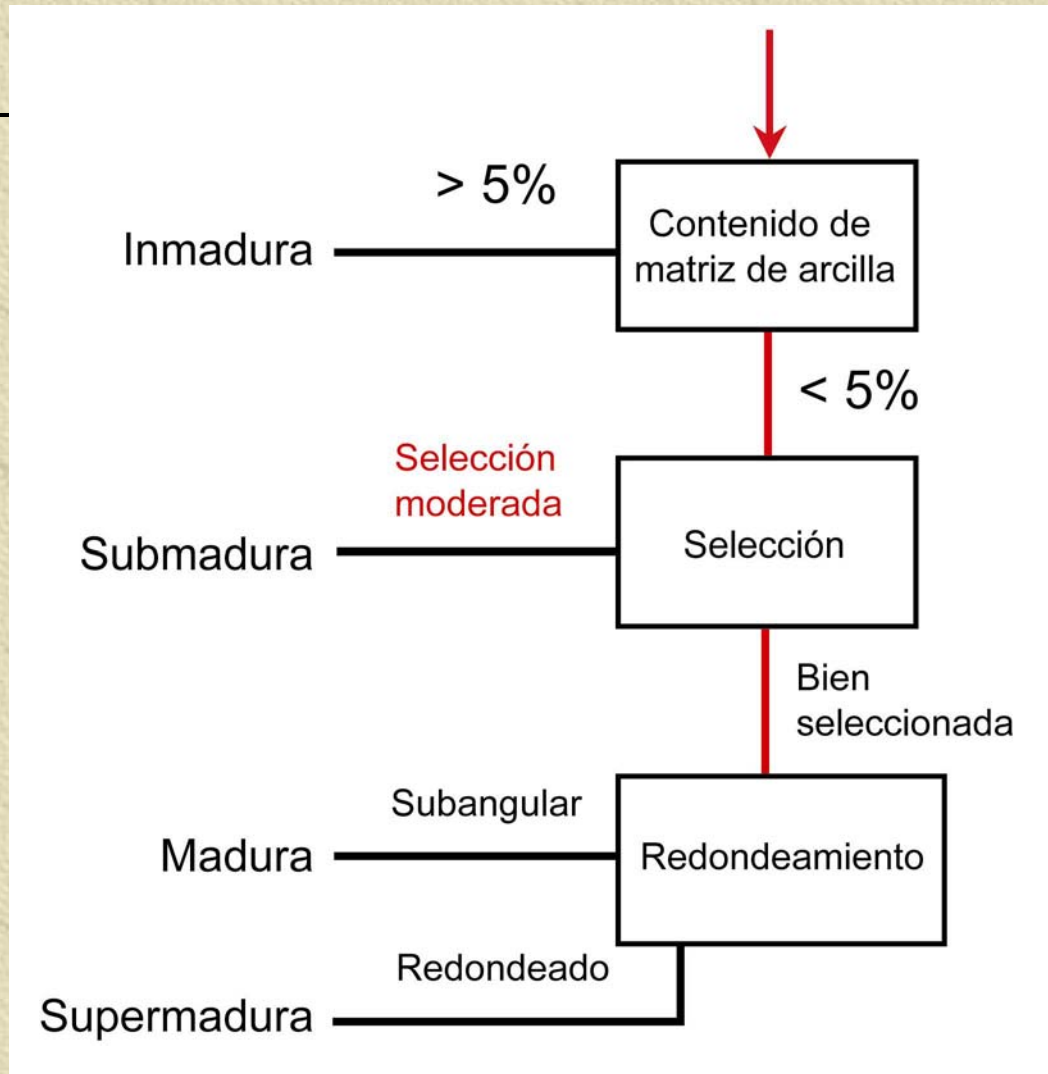 > 5%
Contenido de
matriz de arcilla
Inmadura
< 5%
Selección
moderada
Submadura
Selección
Bien
seleccionada
Subangular
Madura
Redondeamiento
Redondeado
Supermadura